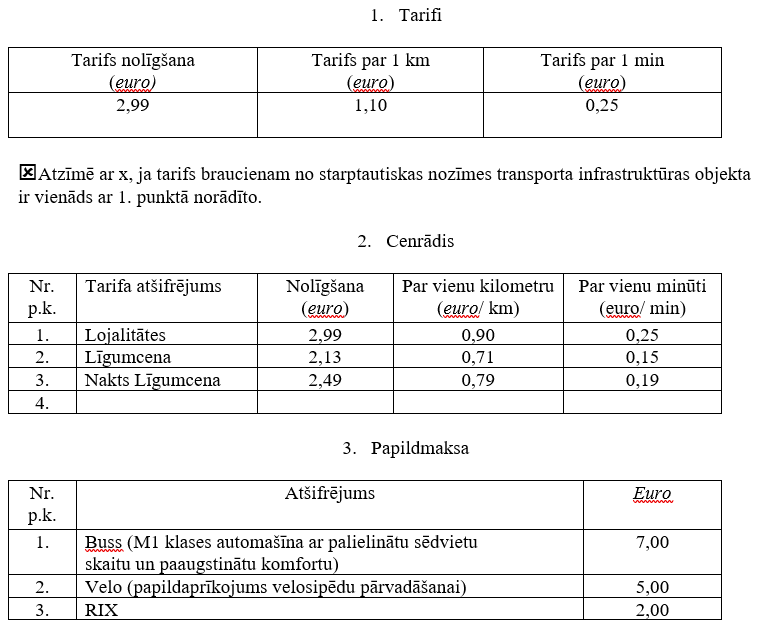 1. Tarifi
Tarifs nolīgšana
(euro)
Tarifs par 1 km
(euro)
Tarifs par 1 min
(euro)
2,99
1,10
0,25
☒Atzīmē ar x, ja tarifs braucienam no starptautiskas nozīmes transporta infrastruktūras objekta
ir vienāds ar 1. punktā norādīto.
2. Cenrādis
Nr.
p.k.
Tarifa atšifrējums
Nolīgšana
(euro)
Par vienu kilometru
(euro/ km)
Par vienu minūti
(euro/ min)
1. Lojalitātes 2,99 0,90 0,25
2. Līgumcena 2,13 0,71 0,15
3. Nakts Līgumcena 2,49 0,79 0,19
4.
3. Papildmaksa
Nr.
p.k.
Atšifrējums
Euro
1. Buss (M1 klases automašīna ar palielinātu sēdvietu 7,00
skaitu un paaugstinātu komfortu)
2. Velo (papildaprīkojums velosipēdu pārvadāšanai) 5,00
3. RIX 2,00